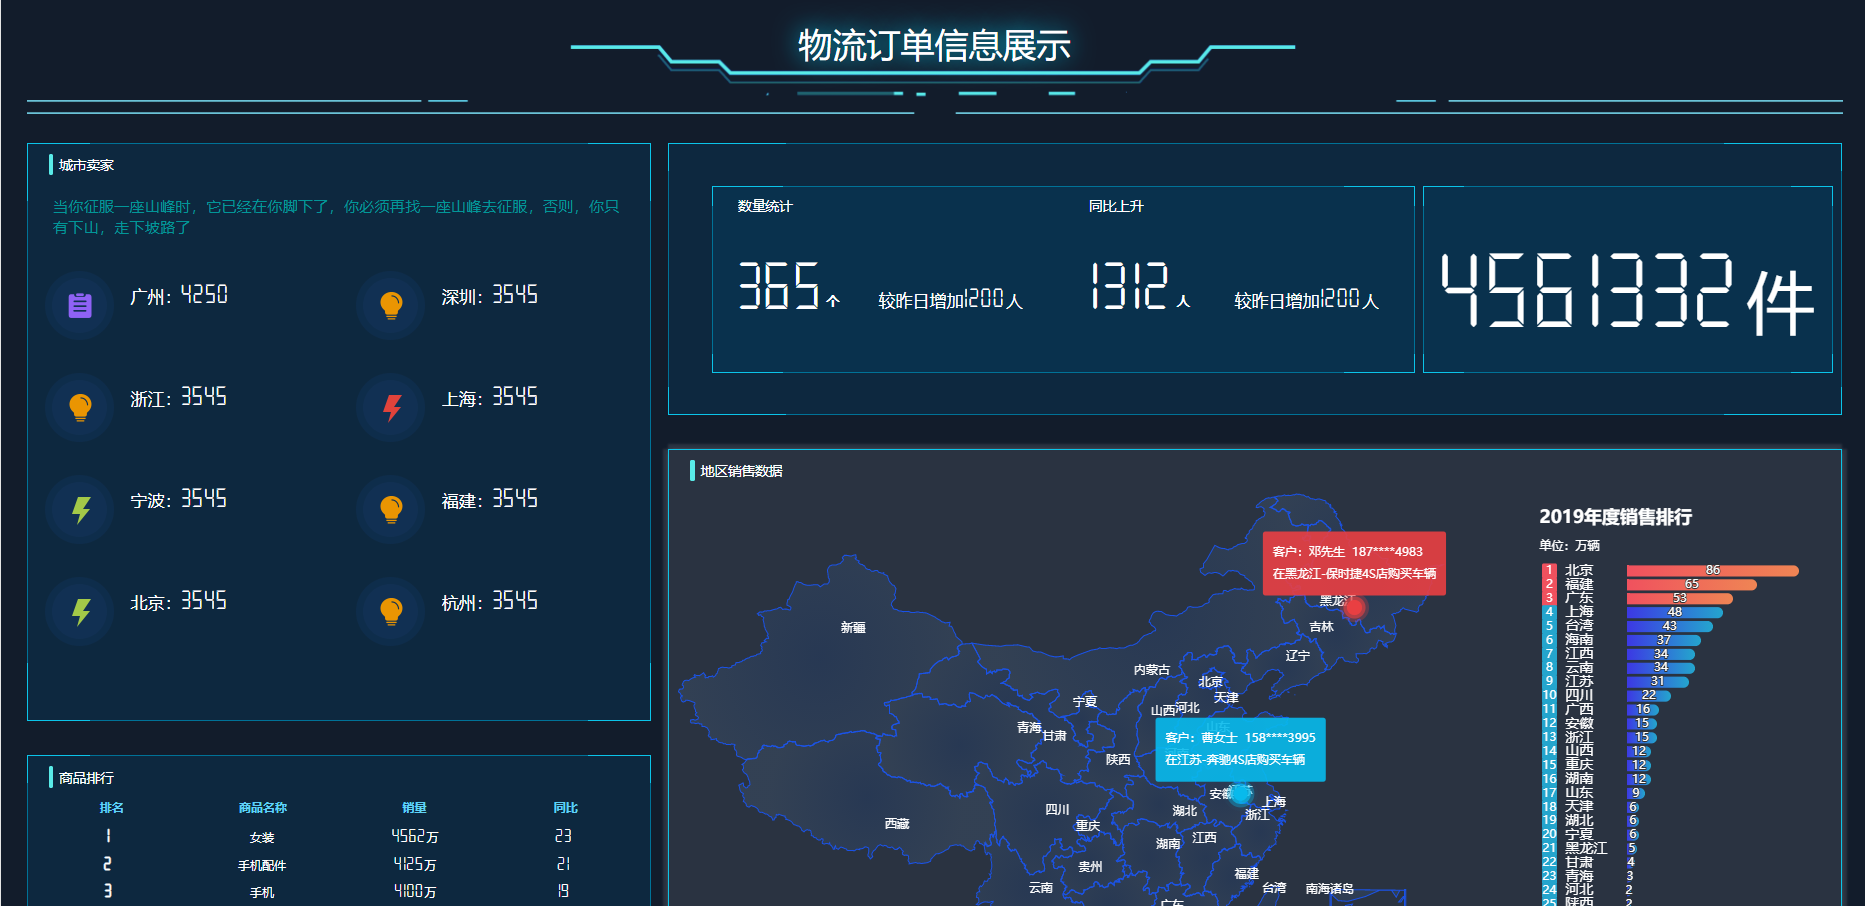 物流订单信息展示
城市卖家
当你征服一座山峰时，它已经在你脚下了，你必须再找一座山峰去征服，否则，你只
有下山，走下坡路了
广州：4250
深圳：3545
浙江：3545
上海：3545
宁波：3545
福建：3545
北京：3545
杭州：3545
商品排行
排名 商品名称 销量 同比
1 女装 4562万 23
2 手机配件 4125万 21
3 手机 4100万 19
数量统计
365个 较昨日增加1200人
同比上升
1312人 较昨日增加1200人
4561332件
地区销售数据
客户：邓先生 187****4983
在黑龙江-保时捷4S店购买车辆
黑龙江
吉林
新疆
辽宁
内蒙古
北京
天津
宁夏
山西
河北
山东
青海
甘肃
客户：曹女士 158****3995
在江苏-奔驰4S店购买车辆
陕西
安徽
上海
四川
湖北
浙江
西藏
重庆
江西
湖南
贵州
福建
云南
台湾
南海诸岛
广东
2019年度销售排行
单位：万辆
1 北京 86
2 福建 65
3 广东 53
4 上海 48
5 台湾 43
6 海南 37
7 江西 34
8 云南 34
9 江苏 31
10 四川 22
11 广西 16
12 安徽 15
13 浙江 15
14 山西 12
15 重庆 12
16 湖南 12
17 山东 9
18 天津 6
19 湖北 6
20 宁夏 6
21 黑龙江 5
22 甘肃 4
23 青海 3
24 河北 2
25 陕西 2